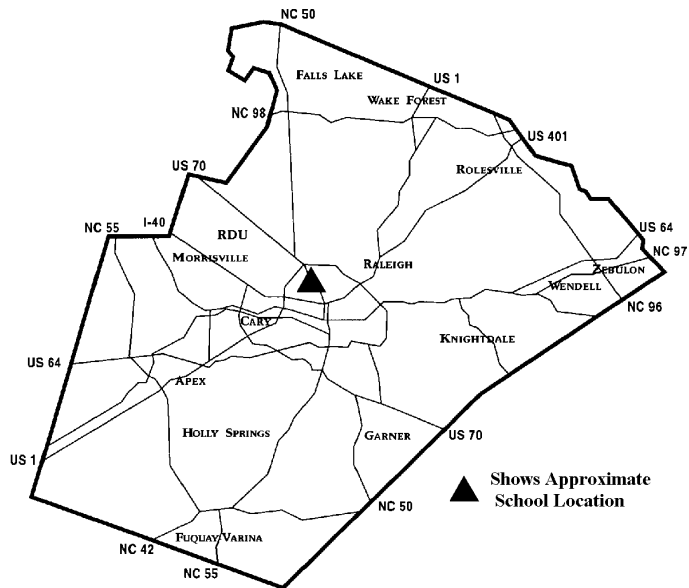 NC 50
FALLS LAKE
US 1
WAKE FOREST
NC 98
US 401
US 70
ROLESVILLE
NC 55
I-40
RDU
US 64
MORRISVILLE
RALEIGH
NC 97
ZEBULON
WENDELL
NC 96
CARY
KNIGHTDALE
US 64
APEX
HOLLY SPRINGS
GARNER
US 70
US 1
Shows Approximate
School Location
NC 50
FUQUAY VARINA
NC 42
NC 55